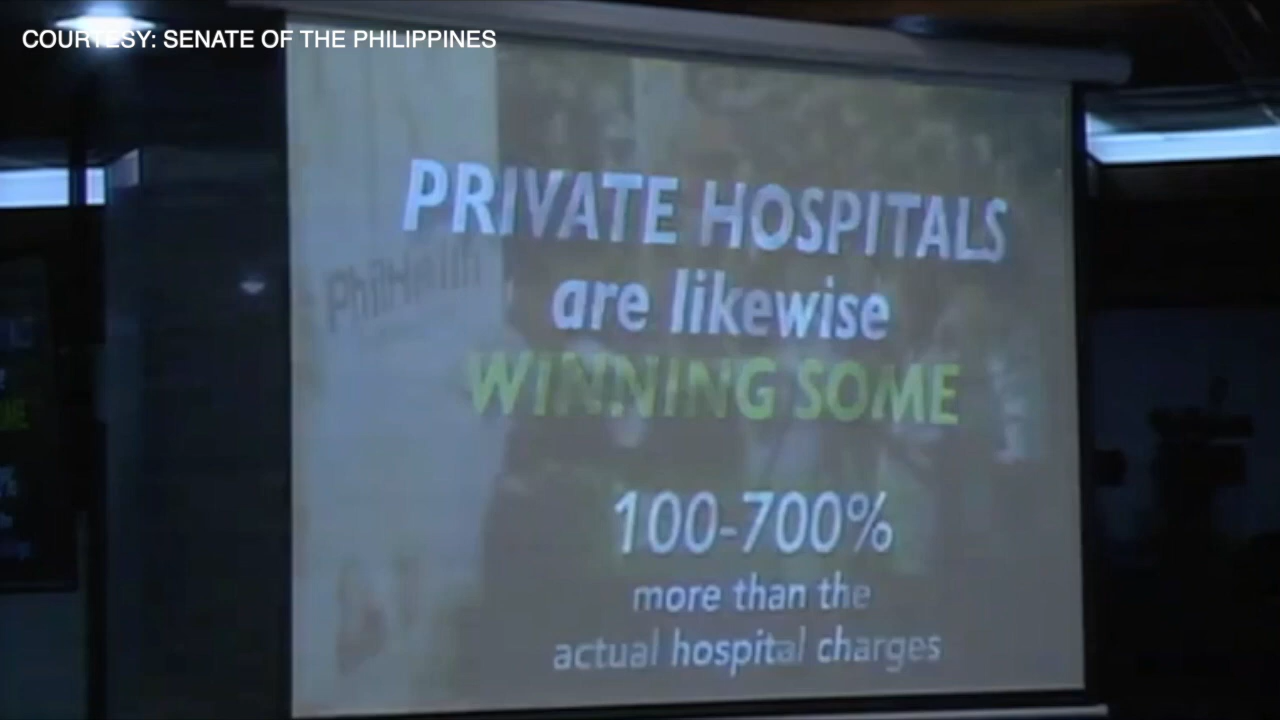 COURTESY: SENATE OF THE PHILIPPINES
PRIVATE HOSPITALS
PhilHealth
are likewise
WINNING SOME
100-700%
more than the
actual hospital charges